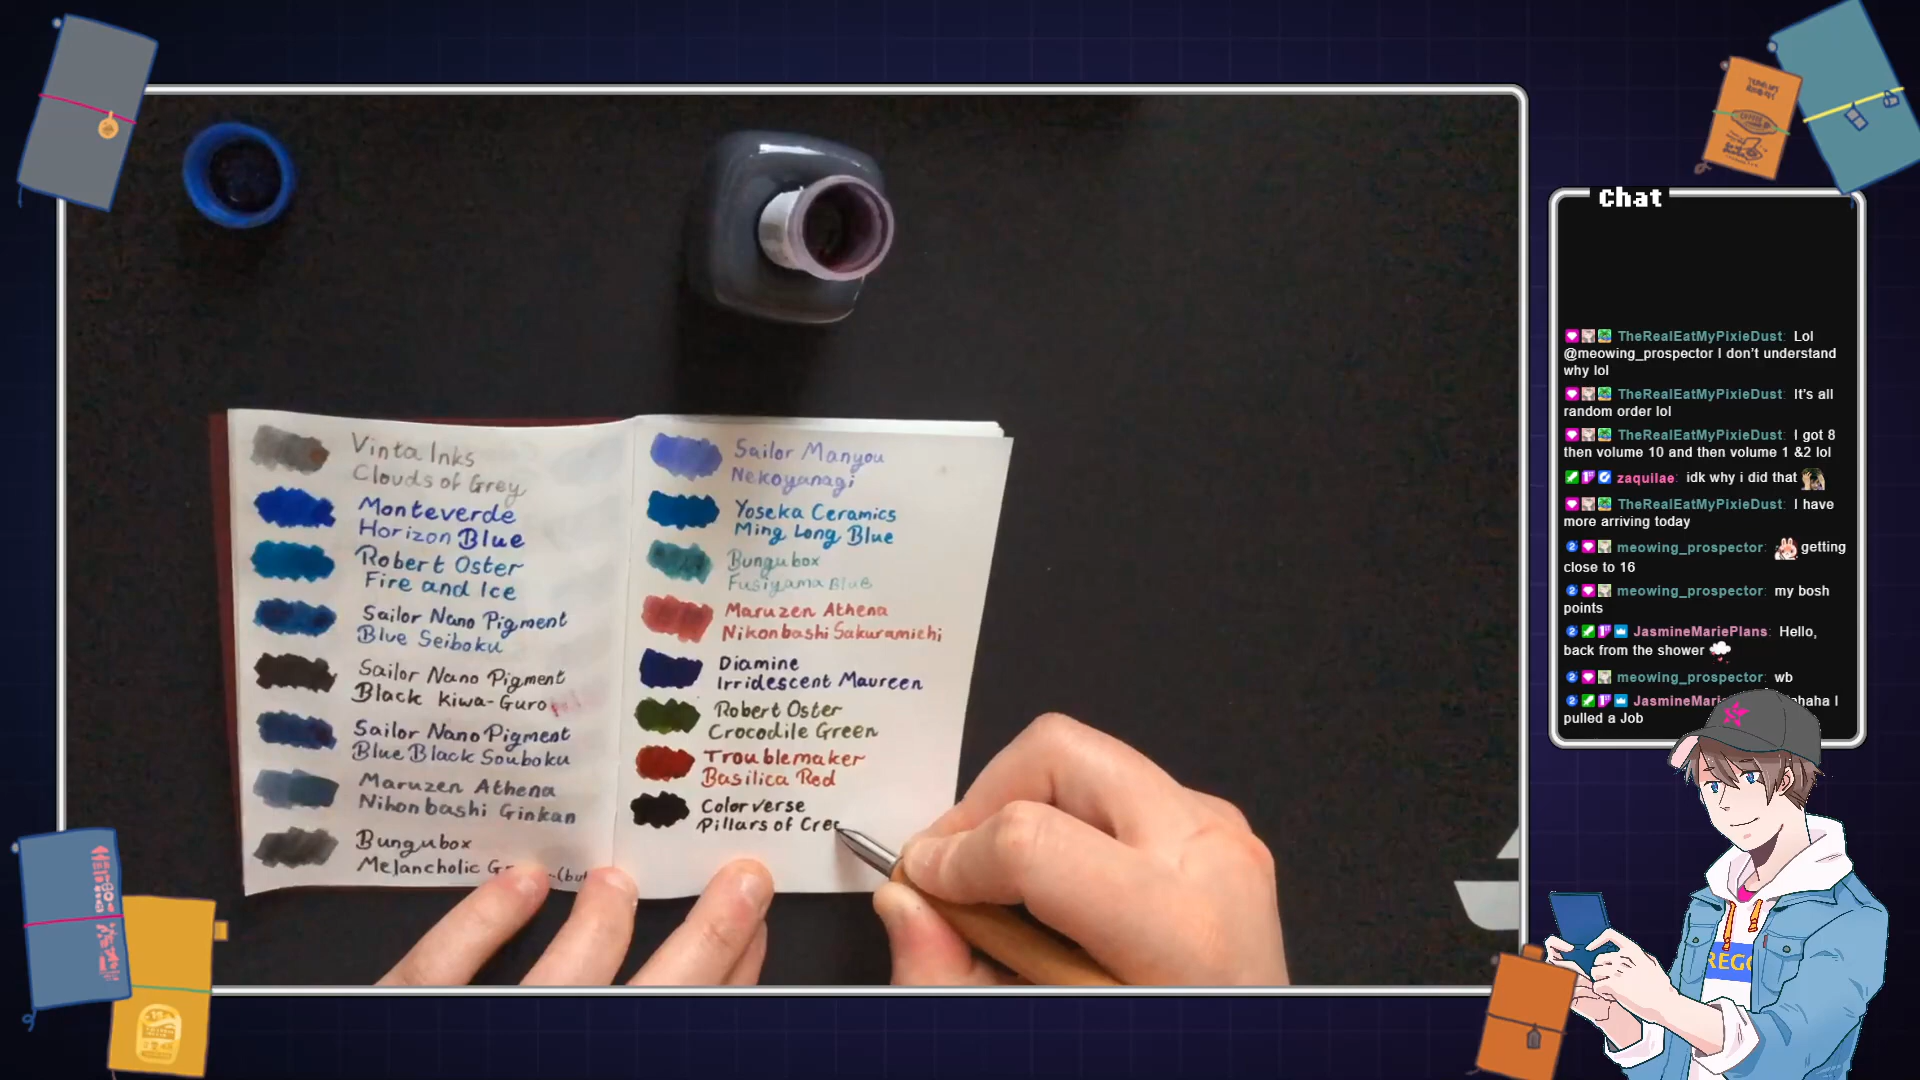 Vinta Inks
Clouds of Grey
Monteverde
Horizon Blue
Robert Oster
Fire and Ice
Sailor Nano Pigment
Blue Seiboku
Sailor Nano Pigment
Black Kiwa-Guro
Sailor Nano Pigment
Blue Black Souboku
Maruzen Athena
Nihonbashi Ginkan
Bungubox
Melancholic
Sailor Manyou
Nekoyanagi
Yoseka Ceramics
Ming Long Blue
Bungubox
Fusiyama Blue
Maruzen Athena
Nikonbashi Sakuramichi
Diamine
Irridescent Maureen
Robert Oster
Crocodile Green
Troublemaker
Basilica Red
Colorverse
Pillars of Cre
chat
TheRealEatMyPixieDust: Lol
@meowing_prospector I don't understand
why lol
TheRealEatMyPixieDust: It's all
random order lol
TheRealEatMyPixieDust: I got 8
then volume 10 and then volume 1 &2 lol
zaqullae: idk why i did that
TheRealEatMyPixieDust: I have
more arriving today
meowing_prospector: getting
close to 16
meowing_prospector: my bosh
points
JasmineMariePlans: Hello,
back from the shower
meowing_prospector: wb
JasmineMari haha I
pulled a Job
REGO